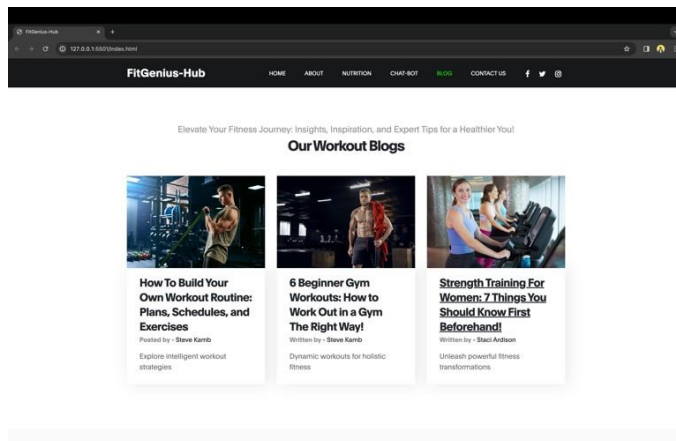 FitGenius-Hub
127.0.0.1:5501/index.html
FitGenius-Hub HOME ABOUT NUTRITION CHAT-BOT BLOG CONTACT US
Elevate Your Fitness Journey: Insights, Inspiration, and Expert Tips for a Healthier You!
Our Workout Blogs
How To Build Your
Own Workout Routine:
Plans, Schedules, and
Exercises
Posted by - Steve Kamb
Explore intelligent workout
strategies
6 Beginner Gym
Workouts: How to
Work Out in a Gym
The Right Way!
Written by - Steve Kamb
Dynamic workouts for holistic
fitness
Strength Training For
Women: 7 Things You
Should Know First
Beforehand!
Written by - Staci Ardison
Unleash powerful fitness
transformations